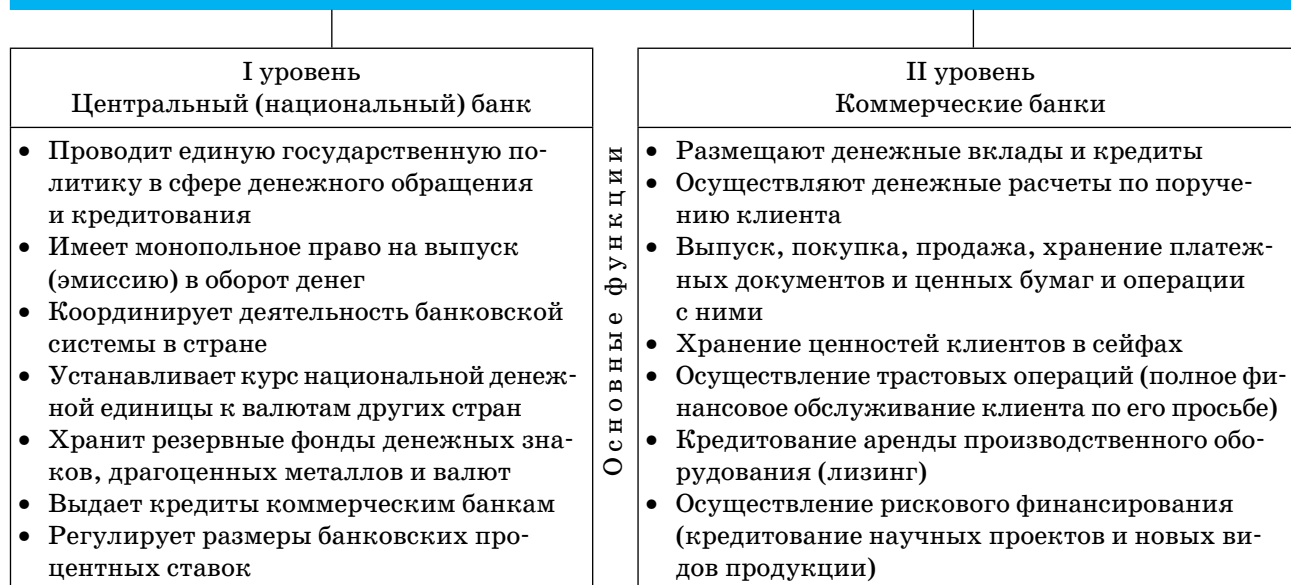 I уровень
Центральный (национальный) банк
• Проводит единую государственную по-
литику в сфере денежного обращения
и кредитования
• Имеет монопольное право на выпуск
(эмиссию) в оборот денег
• Координирует деятельность банковской
системы в стране
• Устанавливает курс национальной денеж-
ной единицы к валютам других стран
• Хранит резервные фонды денежных зна-
ков, драгоценных металлов и валют
• Выдает кредиты коммерческим банкам
• Регулирует размеры банковских про-
центных ставок
Основные функции
II уровень
Коммерческие банки
• Размещают денежные вклады и кредиты
• Осуществляют денежные расчеты по поруче-
нию клиента
• Выпуск, покупка, продажа, хранение платеж-
ных документов и ценных бумаг и операции
с ними
• Хранение ценностей клиентов в сейфах
• Осуществление трастовых операций (полное фи-
нансовое обслуживание клиента по его просьбе)
• Кредитование аренды производственного обо-
рудования (лизинг)
• Осуществление рискового финансирования
(кредитование научных проектов и новых ви-
дов продукции)